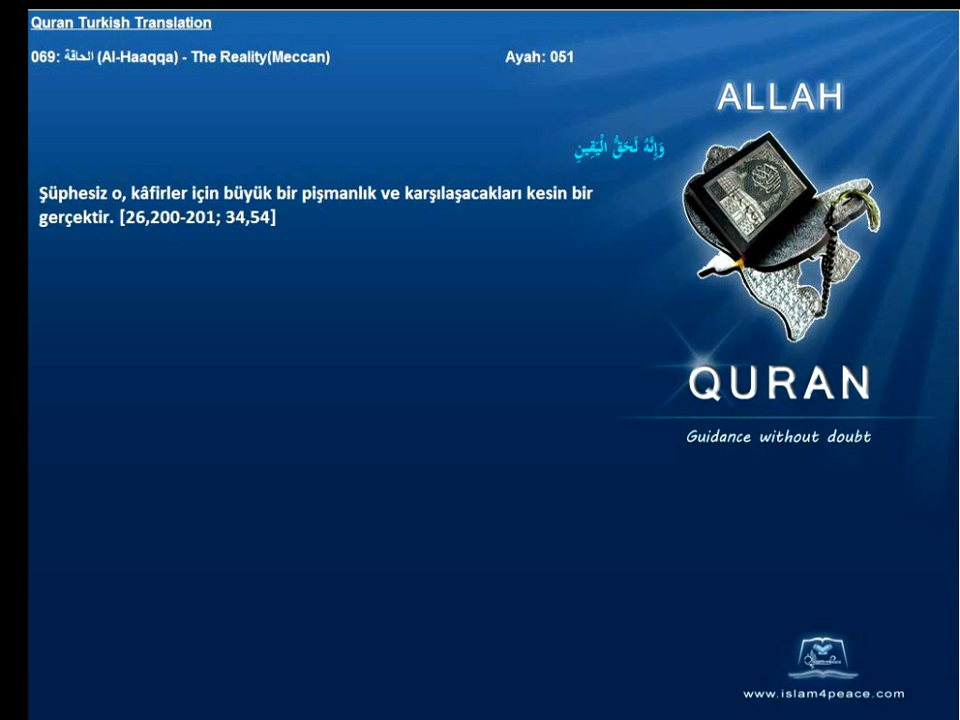 Quran Turkish Translation
069: الحاقة (Al-Haaqqa) - The Reality(Meccan) Ayah: 051
ALLAH
وَإِنَّهُ لَحَقُّ الْيَقِينِ
Şüphesiz o, kâfirler için büyük bir pişmanlık ve karşılaşacakları kesin bir
gerçektir. [26,200-201; 34,54]
QURAN
Guidance without doubt
www.islam4peace.com